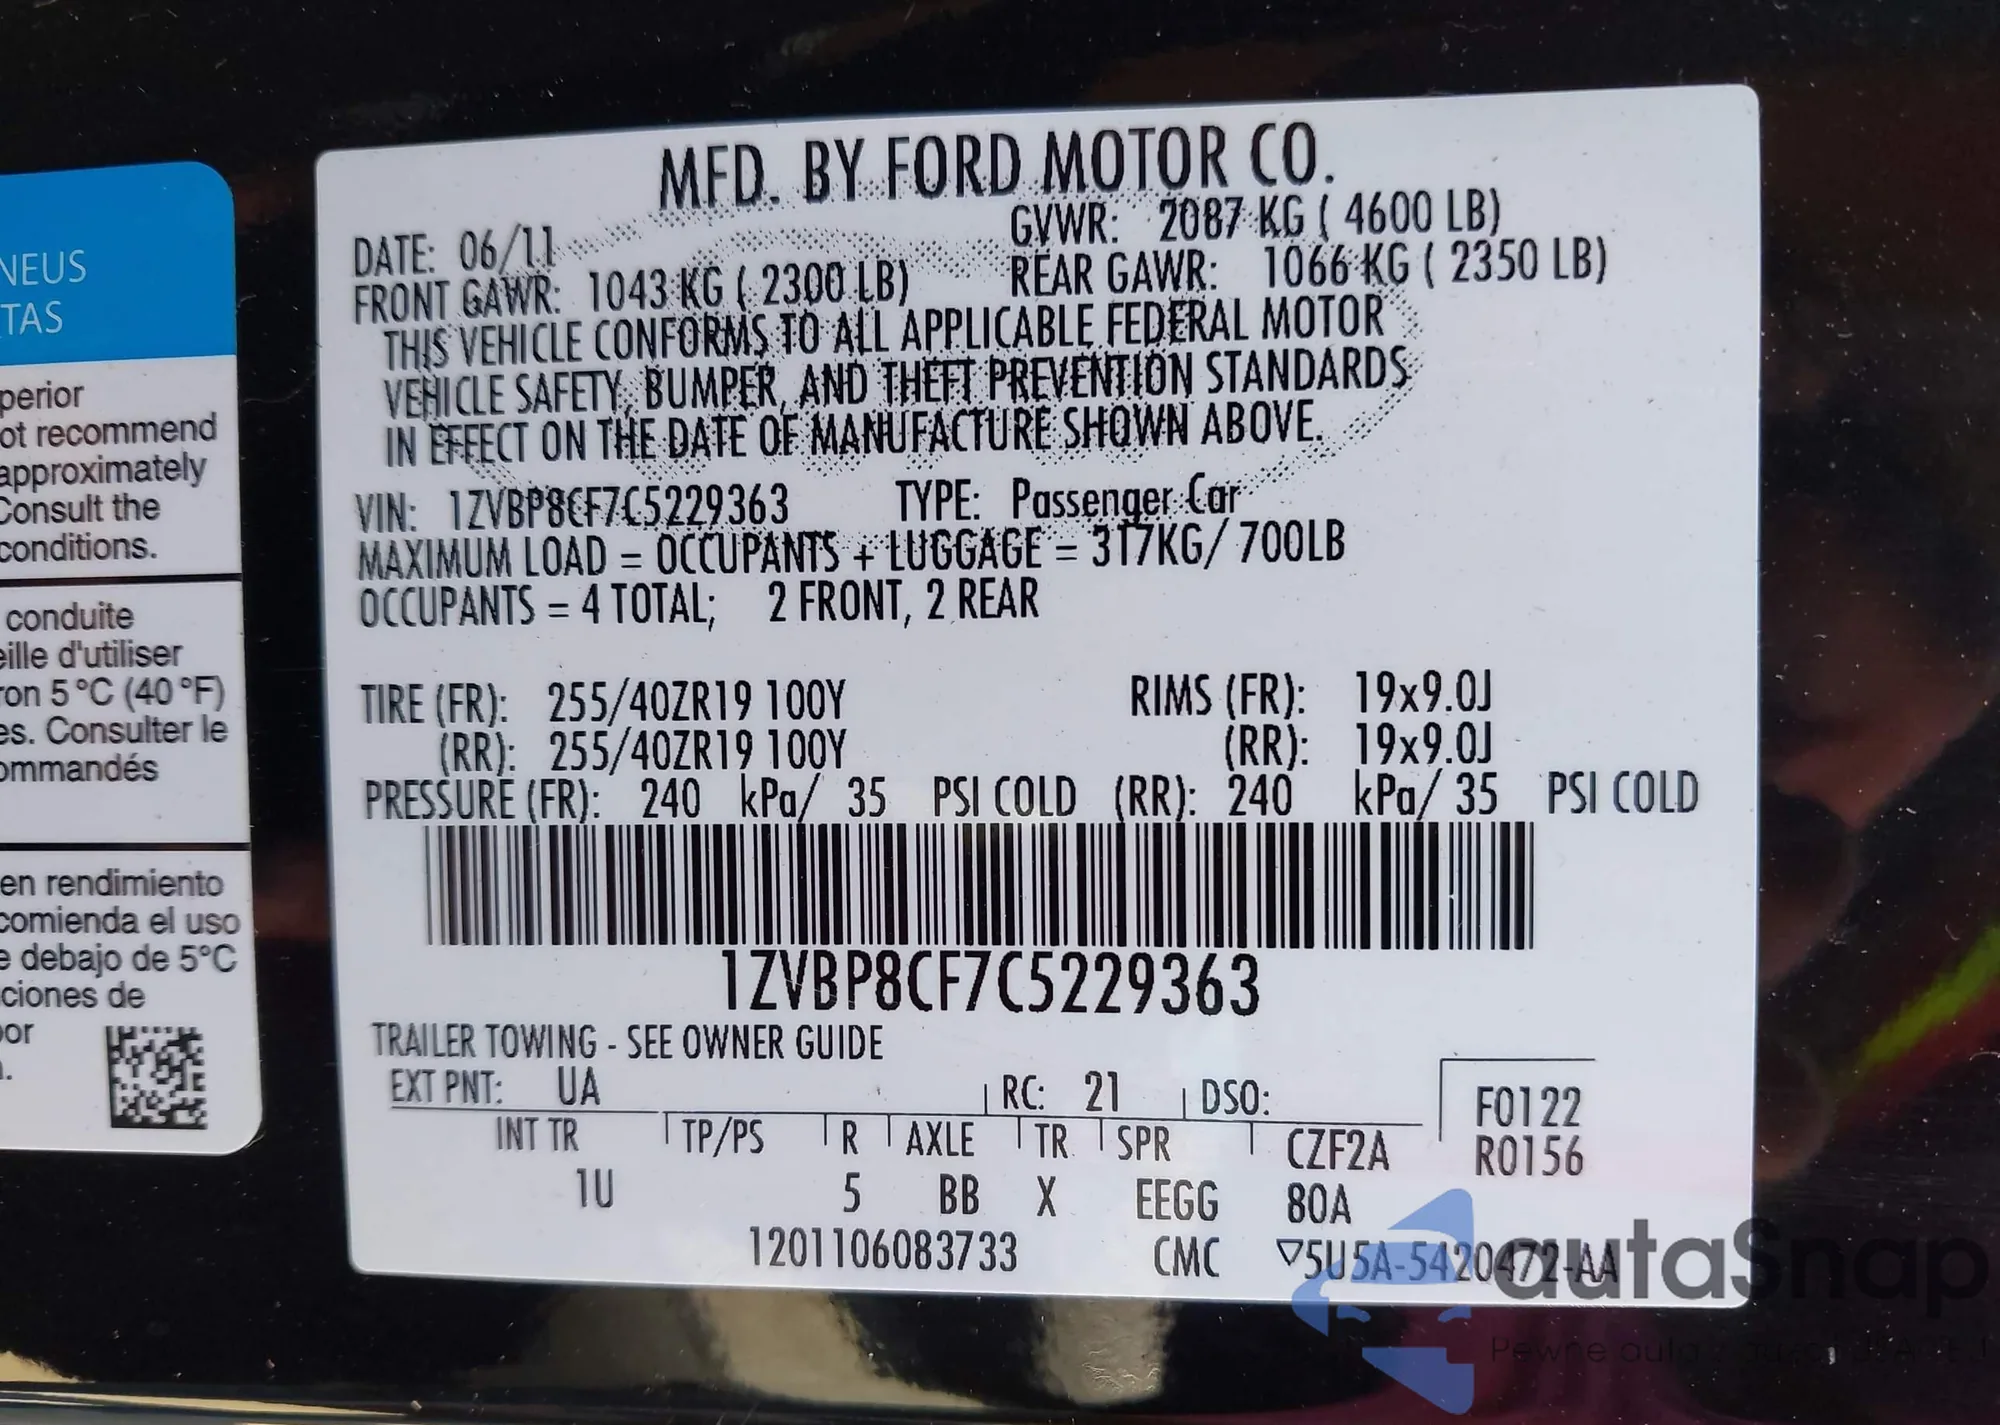 NEUS
TAS
perior
ot recommend
approximately
Consult the
conditions.
conduite
eille d'utiliser
ron 5 °C (40 °F)
es. Consulter le
ommandés
en rendimiento
comienda el uso
e debajo de 5°C
ciones de
por
MFD. BY FORD MOTOR CO.
DATE: 06/11 GVWR: 2087 KG ( 4600 LB)
FRONT GAWR: 1043 KG ( 2300 LB) REAR GAWR: 1066 KG ( 2350 LB)
THIS VEHICLE CONFORMS TO ALL APPLICABLE FEDERAL MOTOR
VEHICLE SAFETY, BUMPER, AND THEFT PREVENTION STANDARDS
IN EFFECT ON THE DATE OF MANUFACTURE SHOWN ABOVE.
VIN: 1ZVBP8CF7C5229363 TYPE: Passenger Car
MAXIMUM LOAD = OCCUPANTS + LUGGAGE = 317KG/ 700LB
OCCUPANTS = 4 TOTAL; 2 FRONT, 2 REAR
TIRE (FR): 255/40ZR19 100Y RIMS (FR): 19x9.0J
(RR): 255/40ZR19 100Y (RR): 19x9.0J
PRESSURE (FR): 240 kPa/ 35 PSI COLD (RR): 240 kPa/ 35 PSI COLD
1ZVBP8CF7C5229363
TRAILER TOWING - SEE OWNER GUIDE
EXT PNT: UA RC: 21 DSO: F0122
INT TR TP/PS R AXLE TR SPR CZF2A R0156
1U 5 BB X EEGG 80A
1201106083733 CMC ▽5U5A-5420472-AA
autaSnap
Pewne auta z